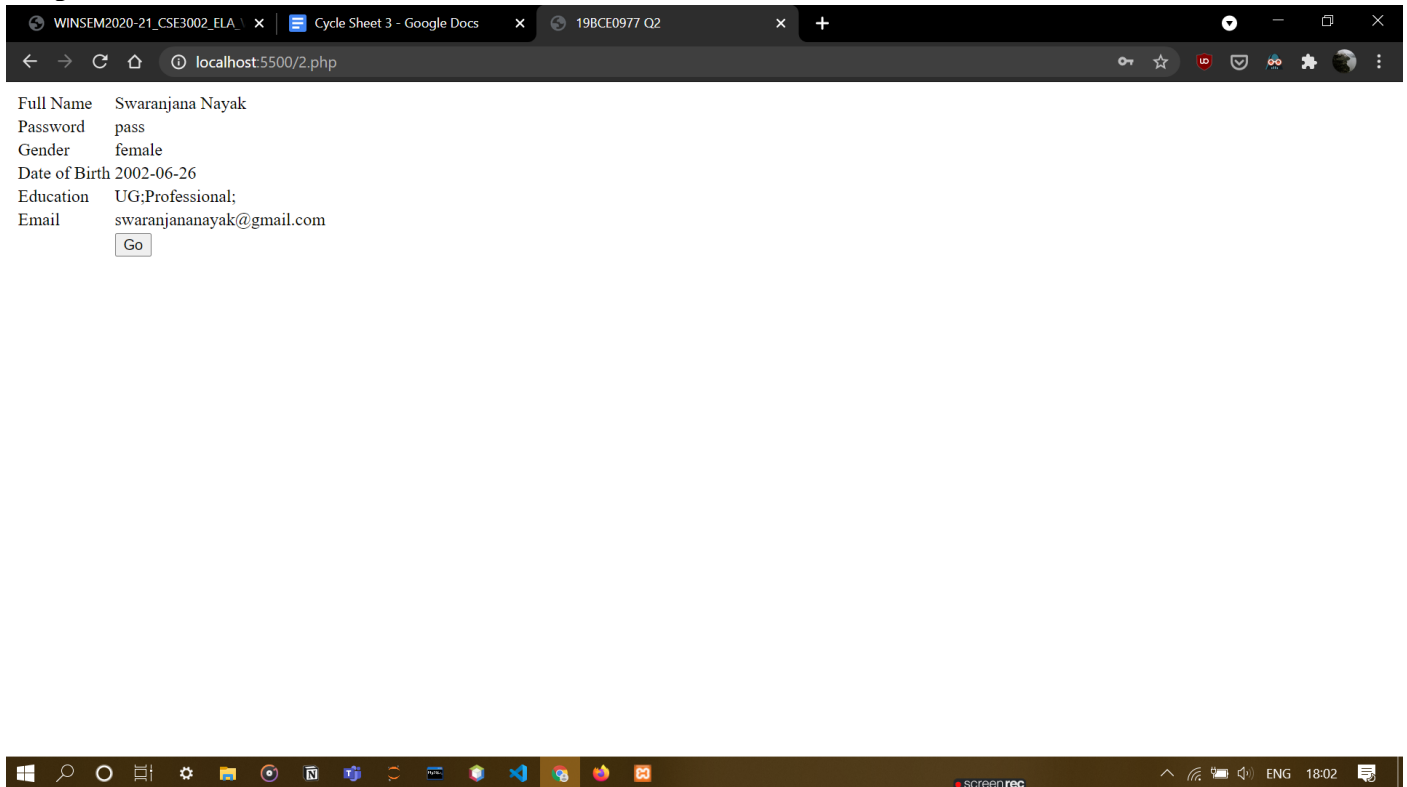 WINSEM2020-21_CSE3002_ELA_ Cycle Sheet 3 - Google Docs 19BCE0977 Q2
localhost:5500/2.php
Full Name Swaranjana Nayak
Password pass
Gender female
Date of Birth 2002-06-26
Education UG;Professional;
Email swaranjananayak@gmail.com
Go
screenrec
ENG 18:02